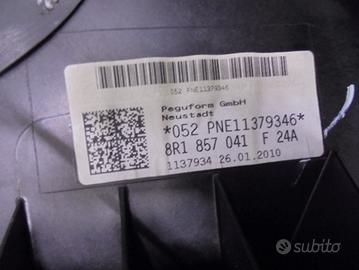 052 PNE11379346
Peguform GmbH
Neustadt
*052 PNE11379346*
8R1 857 041 F 24A
1137934 26.01.2010
subito